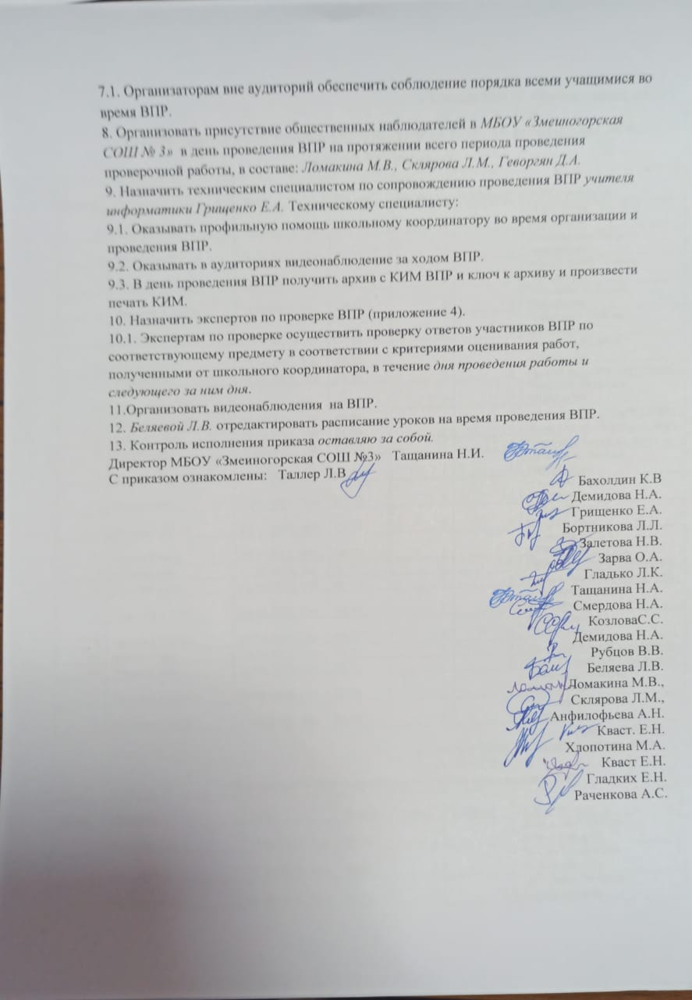 7.1. Организаторам вне аудиторий обеспечить соблюдение порядка всеми учащимися во
время ВПР.
8. Организовать присутствие общественных наблюдателей в МБОУ «Змеиногорская
СОШ № 3» в день проведения ВПР на протяжении всего периода проведения
проверочной работы, в составе: Ломакина М.В., Склярова Л.М., Геворгян Д.А.
9. Назначить техническим специалистом по сопровождению проведения ВПР учителя
информатики Грищенко Е.А. Техническому специалисту:
9.1. Оказывать профильную помощь школьному координатору во время организации и
проведения ВПР.
9.2. Оказывать в аудиториях видеонаблюдение за ходом ВПР.
9.3. В день проведения ВПР получить архив с КИМ ВПР и ключ к архиву и произвести
печать КИМ.
10. Назначить экспертов по проверке ВПР (приложение 4).
10.1. Экспертам по проверке осуществить проверку ответов участников ВПР по
соответствующему предмету в соответствии с критериями оценивания работ,
полученными от школьного координатора, в течение дня проведения работы и
следующего за ним дня.
11.Организовать видеонаблюдения на ВПР.
12. Беляевой Л.В. отредактировать расписание уроков на время проведения ВПР.
13. Контроль исполнения приказа оставляю за собой.
Директор МБОУ «Змеиногорская СОШ №3» Тащанина Н.И.
С приказом ознакомлены: Таллер Л.В
Бахолдин К.В
Демидова Н.А.
Грищенко Е.А.
Бортникова Л.Л.
Залетова Н.В.
Зарва О.А.
Гладько Л.К.
Тащанина Н.А.
Смердова Н.А.
КозловаС.С.
Демидова Н.А.
Рубцов В.В.
Беляева Л.В.
Ломакина М.В.,
Склярова Л.М.,
Анфилофьева А.Н.
Кваст. Е.Н.
Хлопотина М.А.
Кваст Е.Н.
Гладких Е.Н.
Раченкова А.С.